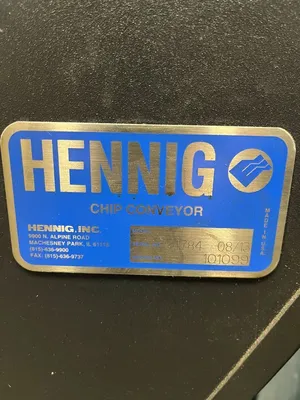 HENNIG
CHIP CONVEYOR
HENNIG, INC.
9900 N. ALPINE ROAD
MACHESNEY PARK, IL 61115
(815)-636-9900
FAX: (815)-636-9737
101099
MADE IN USA